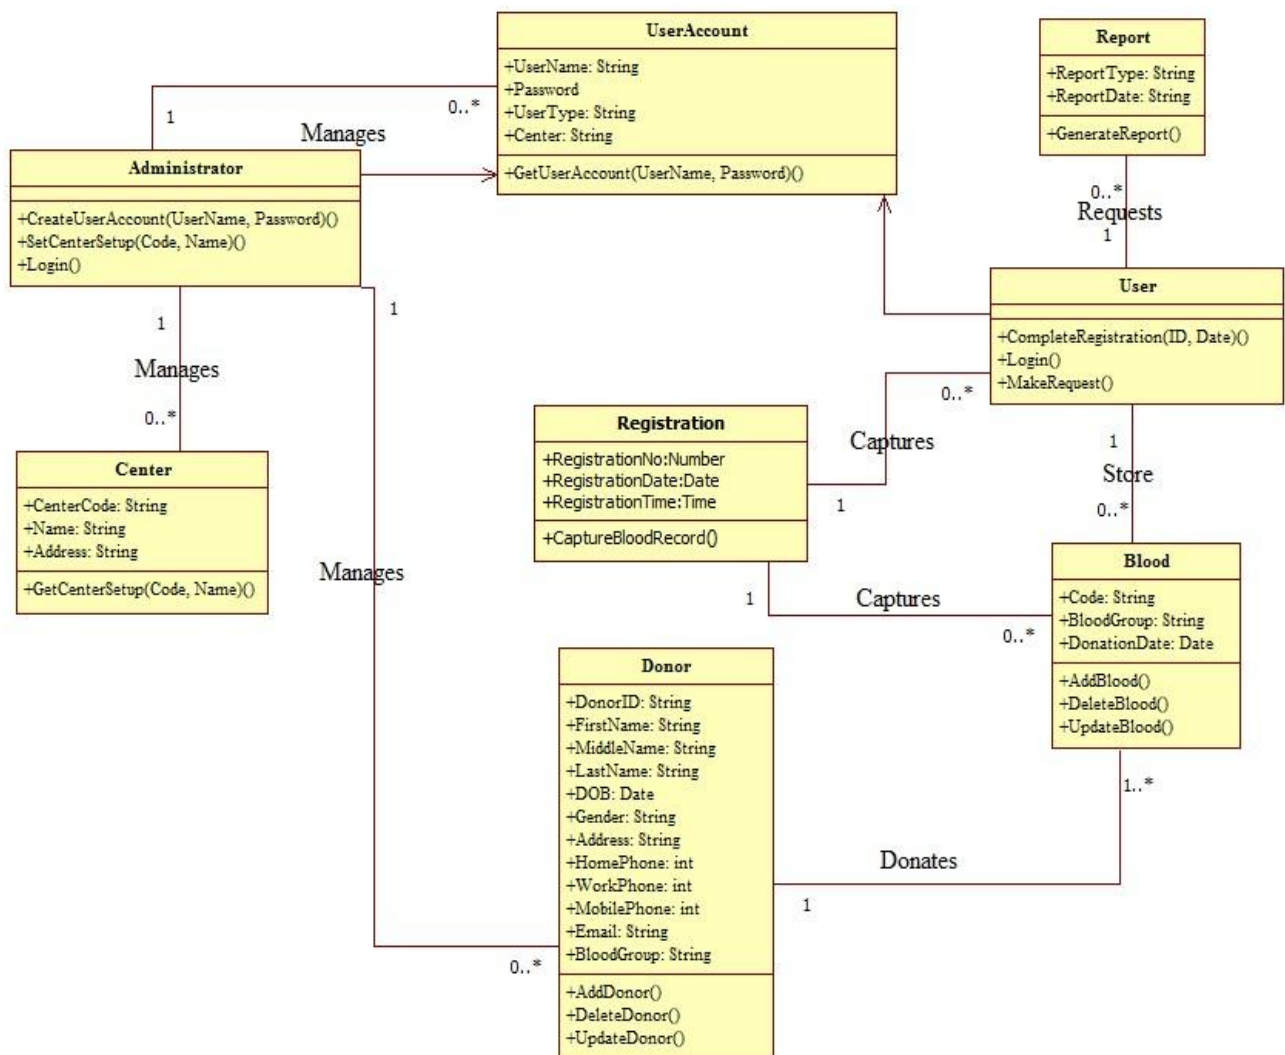 UserAccount
+UserName: String
+Password
+UserType: String
+Center: String
+GetUserAccount(UserName, Password)()
Report
+ReportType: String
+ReportDate: String
+GenerateReport()
1
0..*
Manages
Administrator
+CreateUserAccount(UserName, Password)()
+SetCenterSetup(Code, Name)()
+Login()
0..*
Requests
1
User
+CompleteRegistration(ID, Date)()
+Login()
+MakeRequest()
1
Manages
0..*
1
Center
+CenterCode: String
+Name: String
+Address: String
+GetCenterSetup(Code, Name)()
Manages
0..*
Registration
+RegistrationNo:Number
+RegistrationDate:Date
+RegistrationTime:Time
+CaptureBloodRecord()
0..*
Captures
1
1
Store
0..*
1
Captures
0..*
Blood
+Code: String
+BloodGroup: String
+DonationDate: Date
+AddBlood()
+DeleteBlood()
+UpdateBlood()
Donor
+DonorID: String
+FirstName: String
+MiddleName: String
+LastName: String
+DOB: Date
+Gender: String
+Address: String
+HomePhone: int
+WorkPhone: int
+MobilePhone: int
+Email: String
+BloodGroup: String
+AddDonor()
+DeleteDonor()
+UpdateDonor()
1..*
Donates
1